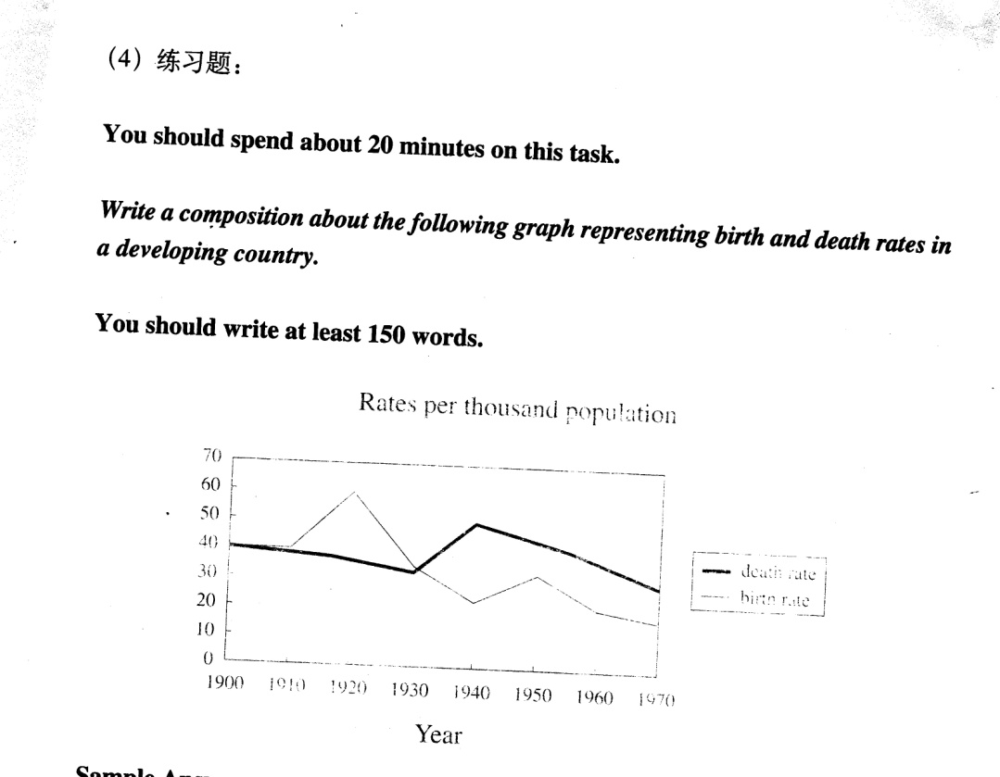 (4) 练习题：
You should spend about 20 minutes on this task.
Write a composition about the following graph representing birth and death rates in
a developing country.
You should write at least 150 words.
Rates per thousand population
70
60
50
40
30
20
10
0
1900 1910 1920 1930 1940 1950 1960 1970
death rate
birth rate
Year
Sample